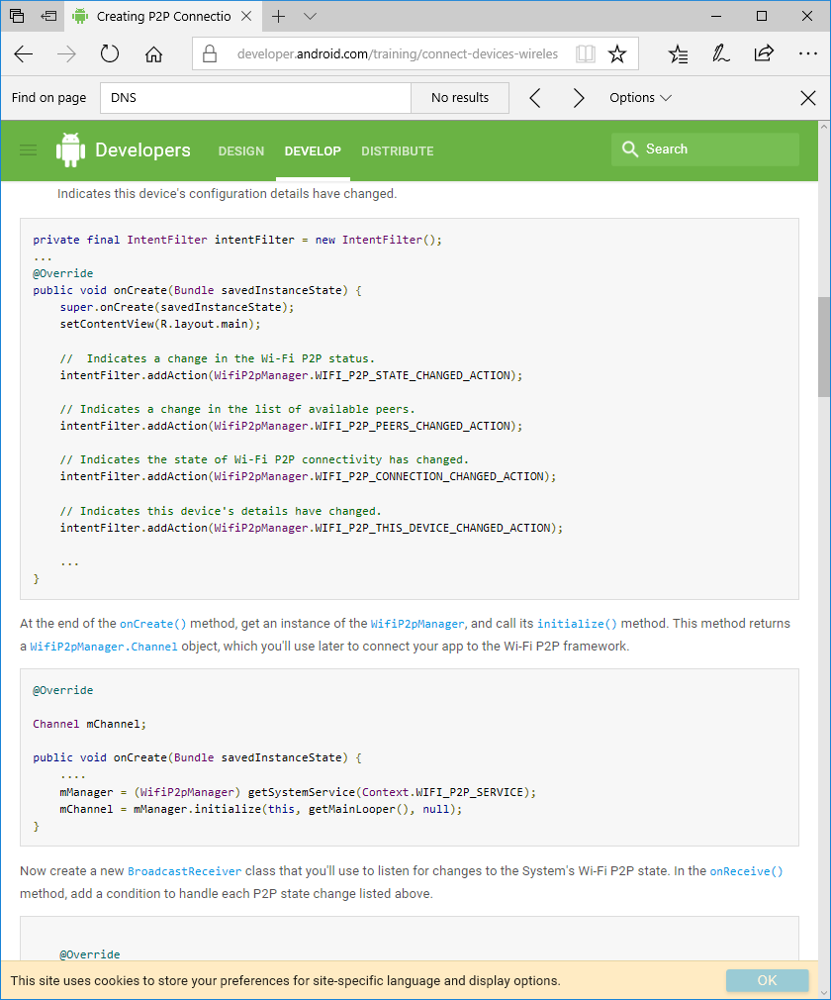 Creating P2P Connectio
developer.android.com/training/connect-devices-wireles
Find on page
DNS
No results
Options
Developers
DESIGN
DEVELOP
DISTRIBUTE
Search
Indicates this device's configuration details have changed.
private final IntentFilter intentFilter = new IntentFilter();
...
@Override
public void onCreate(Bundle savedInstanceState) {
    super.onCreate(savedInstanceState);
    setContentView(R.layout.main);
    //  Indicates a change in the Wi-Fi P2P status.
    intentFilter.addAction(WifiP2pManager.WIFI_P2P_STATE_CHANGED_ACTION);
    // Indicates a change in the list of available peers.
    intentFilter.addAction(WifiP2pManager.WIFI_P2P_PEERS_CHANGED_ACTION);
    // Indicates the state of Wi-Fi P2P connectivity has changed.
    intentFilter.addAction(WifiP2pManager.WIFI_P2P_CONNECTION_CHANGED_ACTION);
    // Indicates this device's details have changed.
    intentFilter.addAction(WifiP2pManager.WIFI_P2P_THIS_DEVICE_CHANGED_ACTION);
    ...
}
At the end of the onCreate() method, get an instance of the WifiP2pManager, and call its initialize() method. This method returns
a WifiP2pManager.Channel object, which you'll use later to connect your app to the Wi-Fi P2P framework.
@Override
Channel mChannel;
public void onCreate(Bundle savedInstanceState) {
    ....
    mManager = (WifiP2pManager) getSystemService(Context.WIFI_P2P_SERVICE);
    mChannel = mManager.initialize(this, getMainLooper(), null);
}
Now create a new BroadcastReceiver class that you'll use to listen for changes to the System's Wi-Fi P2P state. In the onReceive()
method, add a condition to handle each P2P state change listed above.
    @Override
This site uses cookies to store your preferences for site-specific language and display options.
OK